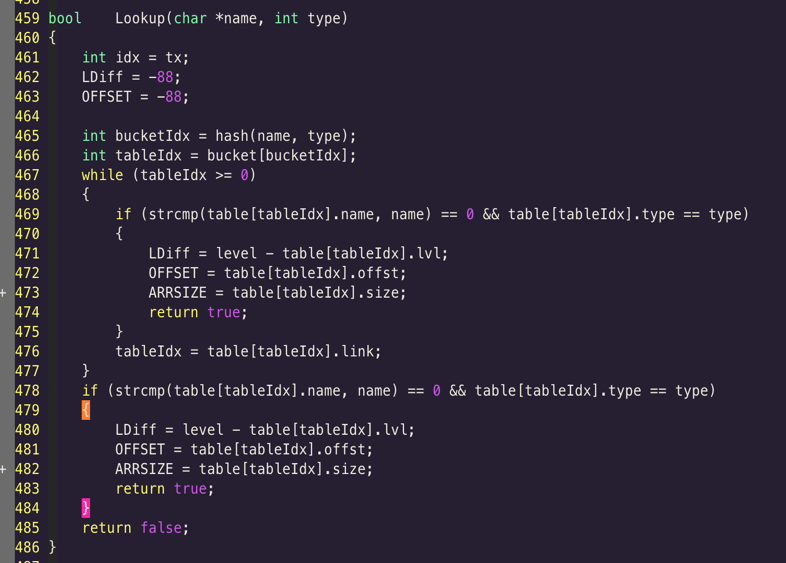 459 bool    Lookup(char *name, int type)
460 {
461     int idx = tx;
462     LDiff = -88;
463     OFFSET = -88;
464
465     int bucketIdx = hash(name, type);
466     int tableIdx = bucket[bucketIdx];
467     while (tableIdx >= 0)
468     {
469         if (strcmp(table[tableIdx].name, name) == 0 && table[tableIdx].type == type)
470         {
471             LDiff = level - table[tableIdx].lvl;
472             OFFSET = table[tableIdx].offst;
+ 473             ARRSIZE = table[tableIdx].size;
474             return true;
475         }
476         tableIdx = table[tableIdx].link;
477     }
478     if (strcmp(table[tableIdx].name, name) == 0 && table[tableIdx].type == type)
479     {
480         LDiff = level - table[tableIdx].lvl;
481         OFFSET = table[tableIdx].offst;
+ 482         ARRSIZE = table[tableIdx].size;
483         return true;
484     }
485     return false;
486 }